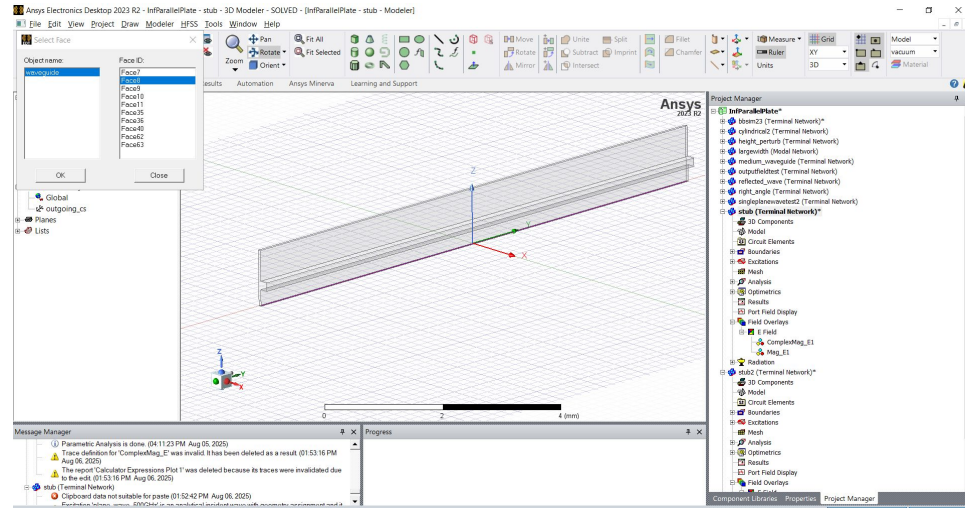 Ansys Electronics Desktop 2023 R2 - InfParallelPlate - stub - 3D Modeler - SOLVED - [InfParallelPlate - stub - Modeler]
File Edit View Project Draw Modeler HFSS Tools Window Help
Select Face
Object name:
Face ID:
waveguide
Face7
Face8
Face9
Face10
Face11
Face35
Face36
Face40
Face62
Face63
OK
Close
Zoom
Pan
Rotate
Orient
Fit All
Fit Selected
Move
Rotate
Mirror
Unite
Subtract
Intersect
Split
Imprint
Fillet
Chamfer
Measure
Ruler
Units
Grid
XY
3D
Model
vacuum
Material
esults Automation Ansys Minerva Learning and Support
Global
outgoing_cs
Planes
Lists
Ansys
2023 R2
Z
Y
X
Z
Y
X
0 2 4 (mm)
Project Manager
InfParallelPlate*
bbsim23 (Terminal Network)*
cylindrical2 (Terminal Network)
height_perturb (Terminal Network)
largewidth (Modal Network)
medium_waveguide (Terminal Network)
outputfieldtest (Terminal Network)
reflected_wave (Terminal Network)
right_angle (Terminal Network)
singleplanewavetest2 (Terminal Network)
stub (Terminal Network)*
3D Components
Model
Circuit Elements
Boundaries
Excitations
Mesh
Analysis
Optimetrics
Results
Port Field Display
Field Overlays
E Field
ComplexMag_E1
Mag_E1
Radiation
stub2 (Terminal Network)*
3D Components
Model
Circuit Elements
Boundaries
Excitations
Mesh
Analysis
Optimetrics
Results
Port Field Display
Field Overlays
Component Libraries Properties Project Manager
Message Manager
Parametric Analysis is done. (04:11:23 PM Aug 05, 2025)
Trace definition for 'ComplexMag_E' was invalid. It has been deleted as a result. (01:53:16 PM Aug 06, 2025)
The report 'Calculator Expressions Plot 1' was deleted because its traces were invalidated due to the edit. (01:53:16 PM Aug 06, 2025)
stub (Terminal Network)
Clipboard data not suitable for paste (01:52:42 PM Aug 06, 2025)
Progress